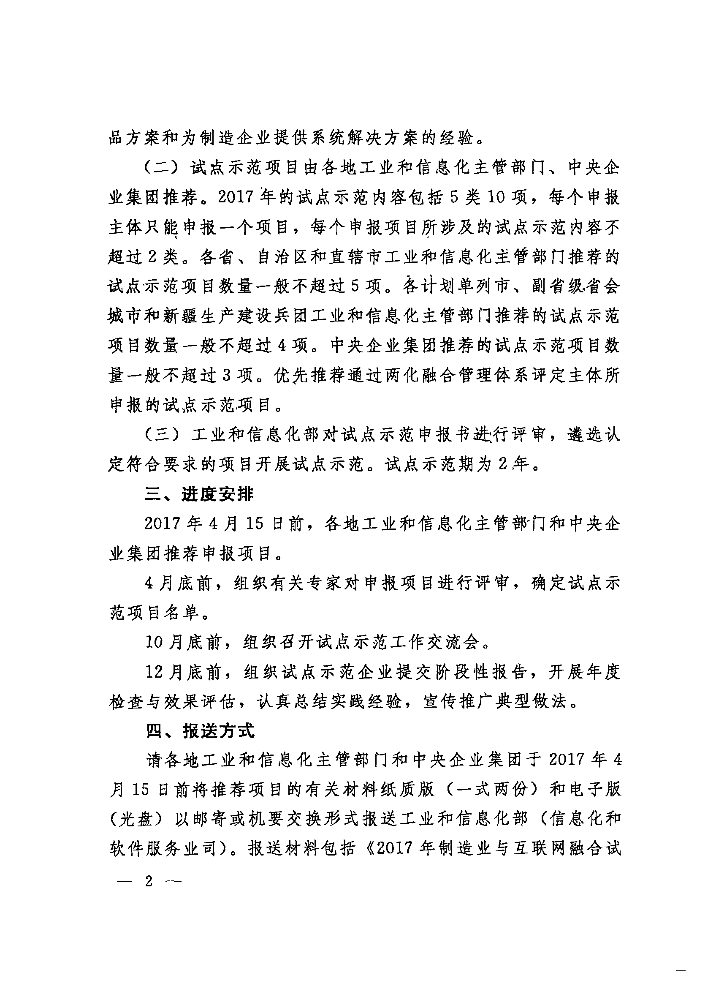 品方案和为制造企业提供系统解决方案的经验。
（二）试点示范项目由各地工业和信息化主管部门、中央企
业集团推荐。2017 年的试点示范内容包括 5 类 10 项，每个申报
主体只能申报一个项目，每个申报项目所涉及的试点示范内容不
超过 2 类。各省、自治区和直辖市工业和信息化主管部门推荐的
试点示范项目数量一般不超过 5 项。各计划单列市、副省级省会
城市和新疆生产建设兵团工业和信息化主管部门推荐的试点示范
项目数量一般不超过 4 项。中央企业集团推荐的试点示范项目数
量一般不超过 3 项。优先推荐通过两化融合管理体系评定主体所
申报的试点示范项目。
（三）工业和信息化部对试点示范申报书进行评审，遴选认
定符合要求的项目开展试点示范。试点示范期为 2 年。
三、进度安排
2017 年 4 月 15 日前，各地工业和信息化主管部门和中央企
业集团推荐申报项目。
4 月底前，组织有关专家对申报项目进行评审，确定试点示
范项目名单。
10 月底前，组织召开试点示范工作交流会。
12 月底前，组织试点示范企业提交阶段性报告，开展年度
检查与效果评估，认真总结实践经验，宣传推广典型做法。
四、报送方式
请各地工业和信息化主管部门和中央企业集团于 2017 年 4
月 15 日前将推荐项目的有关材料纸质版（一式两份）和电子版
（光盘）以邮寄或机要交换形式报送工业和信息化部（信息化和
软件服务业司）。报送材料包括《2017 年制造业与互联网融合试
— 2 —